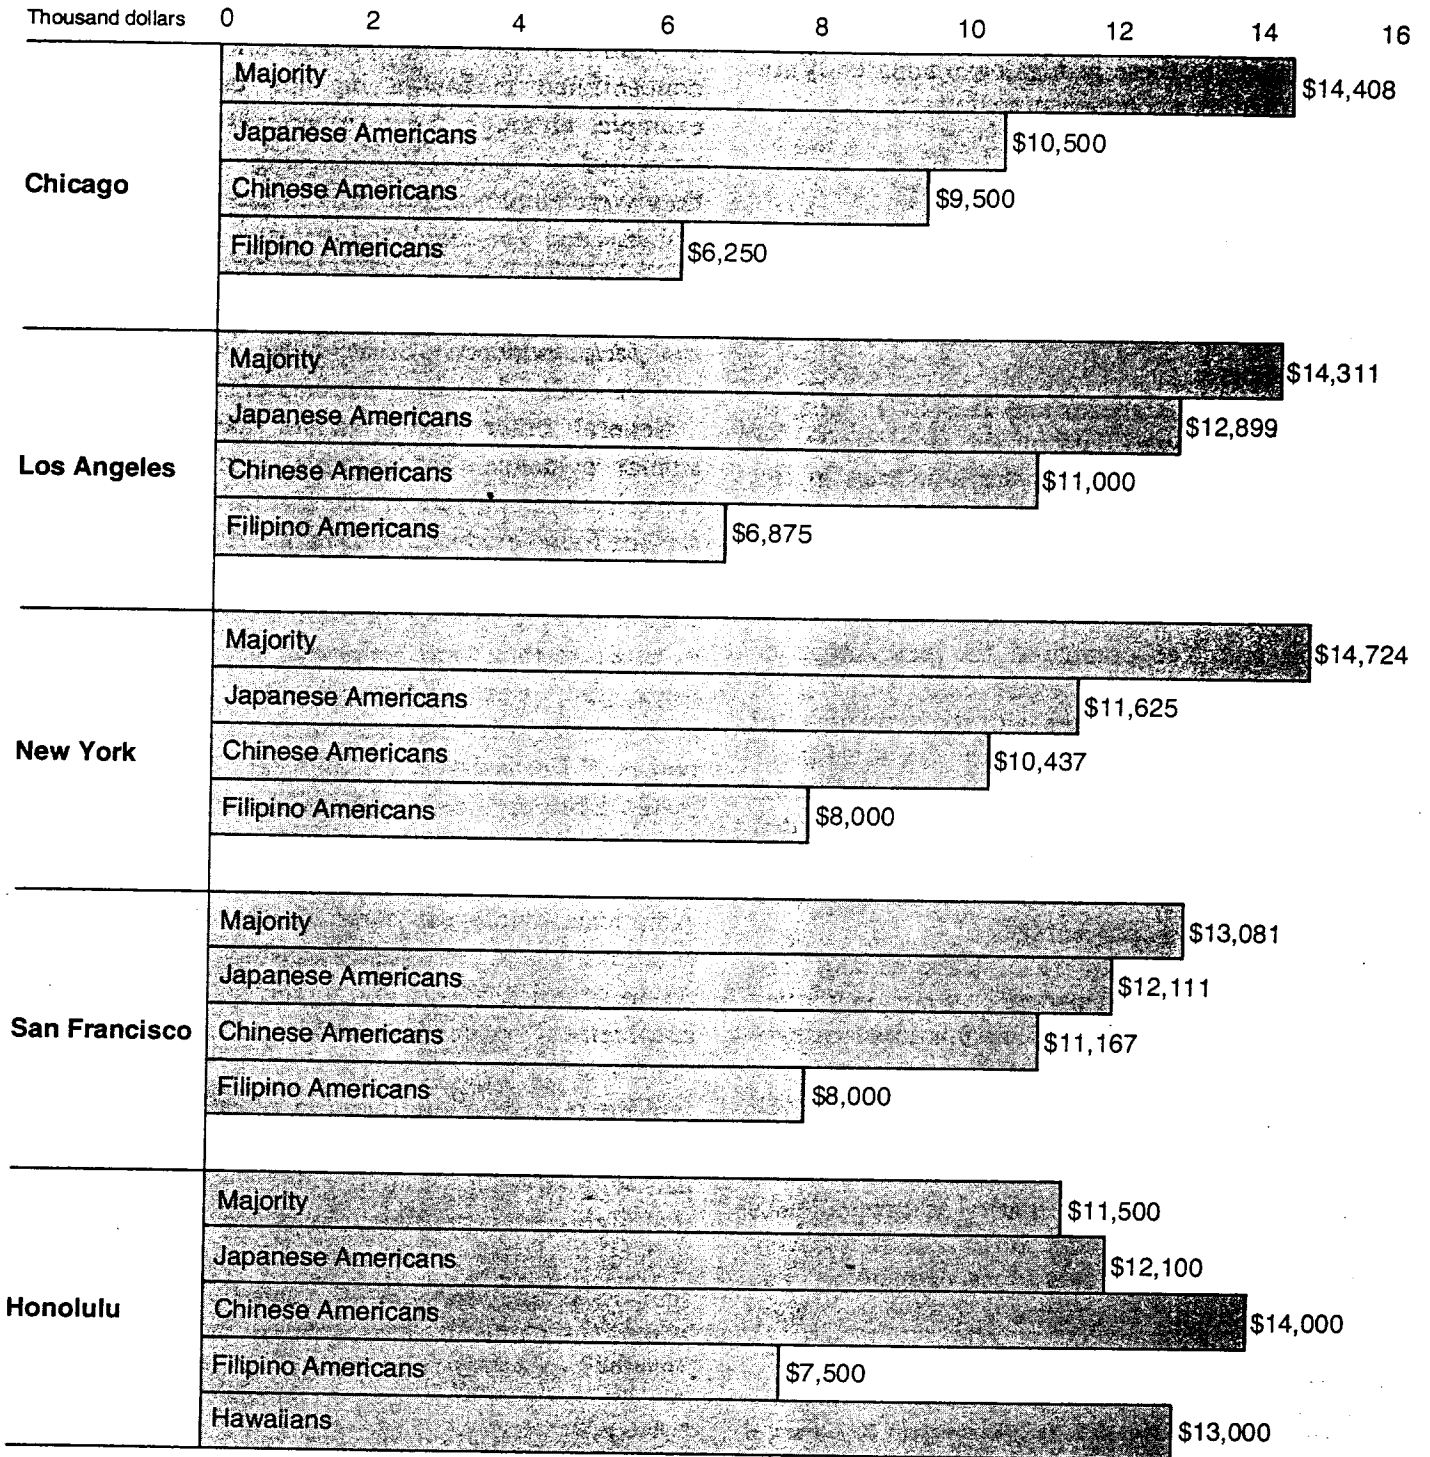 Thousand dollars 0 2 4 6 8 10 12 14 16
Majority $14,408
Japanese Americans $10,500
Chicago
Chinese Americans $9,500
Filipino Americans $6,250
Majority $14,311
Japanese Americans $12,899
Los Angeles
Chinese Americans $11,000
Filipino Americans $6,875
Majority $14,724
Japanese Americans $11,625
New York
Chinese Americans $10,437
Filipino Americans $8,000
Majority $13,081
Japanese Americans $12,111
San Francisco
Chinese Americans $11,167
Filipino Americans $8,000
Majority $11,500
Japanese Americans $12,100
Honolulu
Chinese Americans $14,000
Filipino Americans $7,500
Hawaiians $13,000